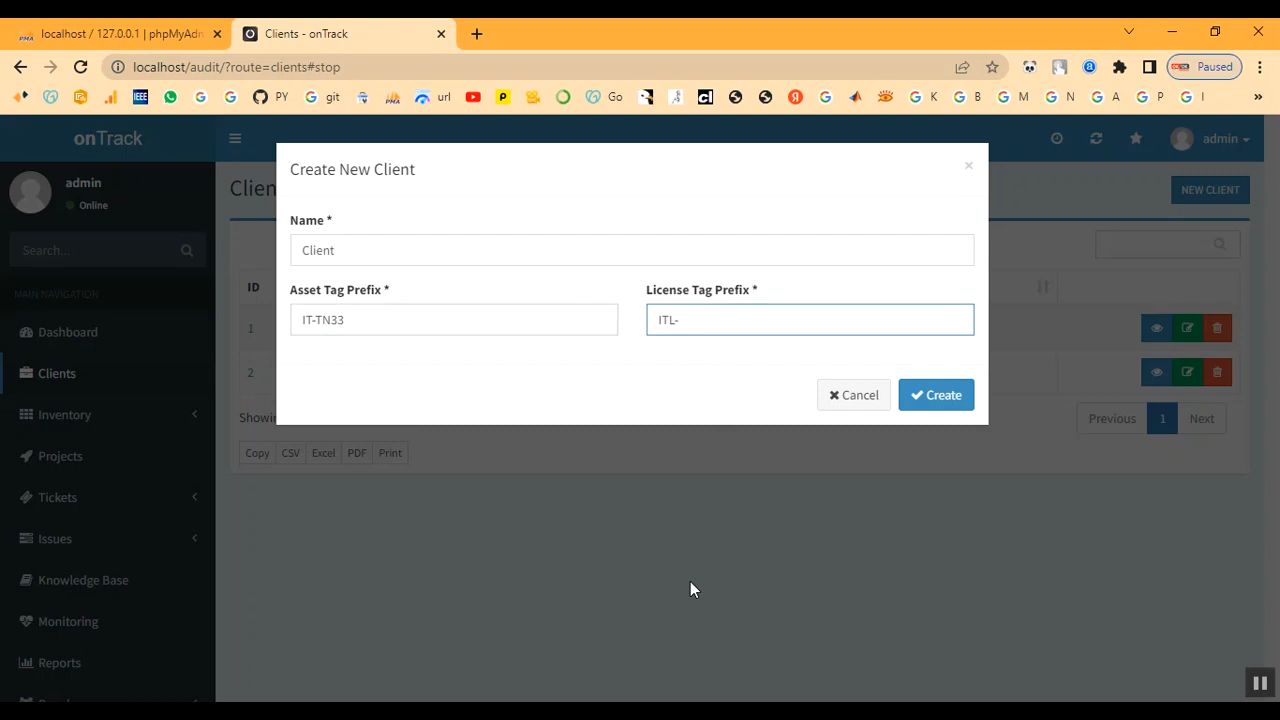 localhost / 127.0.0.1 | phpMyAdn
Clients - onTrack
localhost/audit/?route=clients#stop
Paused
PY
git
url
Go
K
B
M
N
A
P
I
»
onTrack
admin
admin
Online
Search...
MAIN NAVIGATION
Dashboard
Clients
Inventory
Projects
Tickets
Issues
Knowledge Base
Monitoring
Reports
Clien
NEW CLIENT
Create New Client
×
Name *
Client
Asset Tag Prefix *
License Tag Prefix *
IT-TN33
ITL-
Cancel
Create
ID
1
2
Showin
Previous
1
Next
Copy
CSV
Excel
PDF
Print